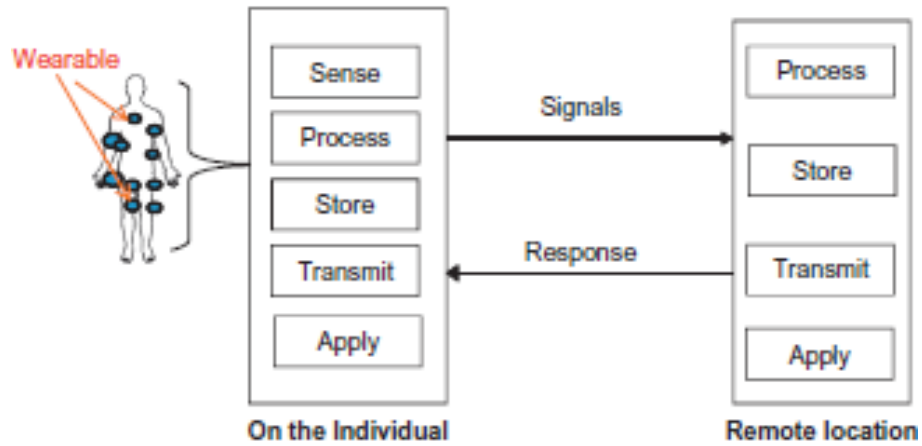 Wearable
Sense
Process
Store
Transmit
Apply
On the Individual
Signals
Response
Process
Store
Transmit
Apply
Remote location